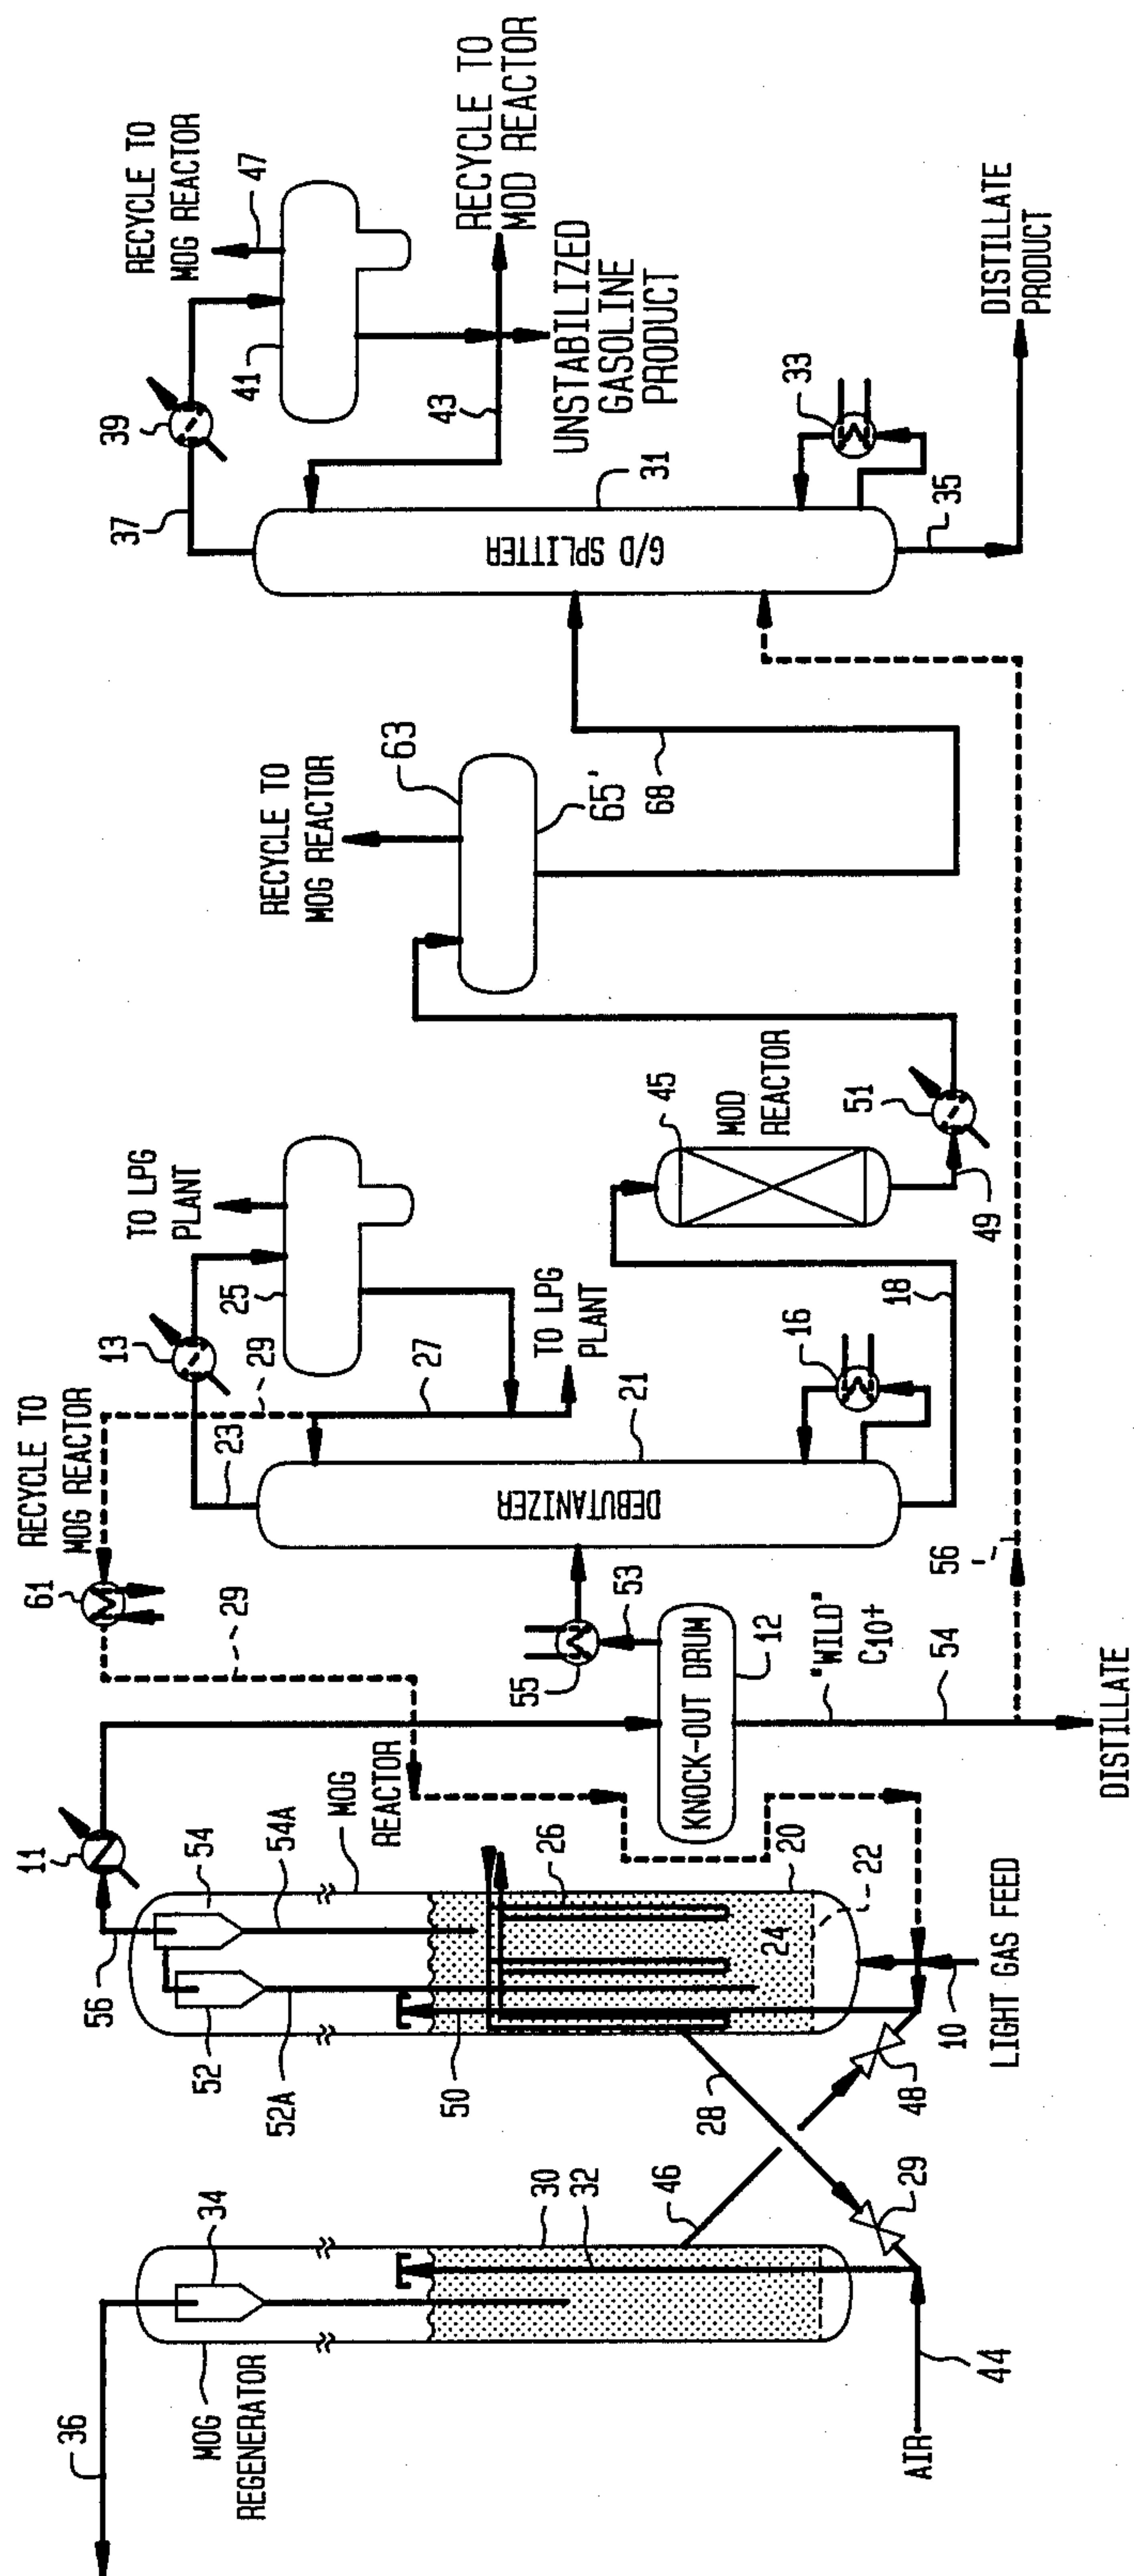 36
MOG
REGENERATOR
34
30
32
46
AIR
44
29
28
48
10
LIGHT GAS FEED
56
11
54
52
52A
54A
50
MOG
REACTOR
26
20
22
24
RECYCLE TO
MOG REACTOR
61
29
KNOCK-OUT DRUM
12
53
55
"WILD"
C10+
54
DISTILLATE
56
23
13
29
25
TO LPG
PLANT
27
TO LPG
PLANT
DEBUTANIZER
21
16
18
45
MOD
REACTOR
49
51
RECYCLE TO
MOG REACTOR
63
65'
68
37
39
RECYCLE TO
MOG REACTOR
47
41
43
RECYCLE TO
MOD REACTOR
UNSTABILIZED
GASOLINE
PRODUCT
G/D SPLITTER
31
33
35
DISTILLATE
PRODUCT